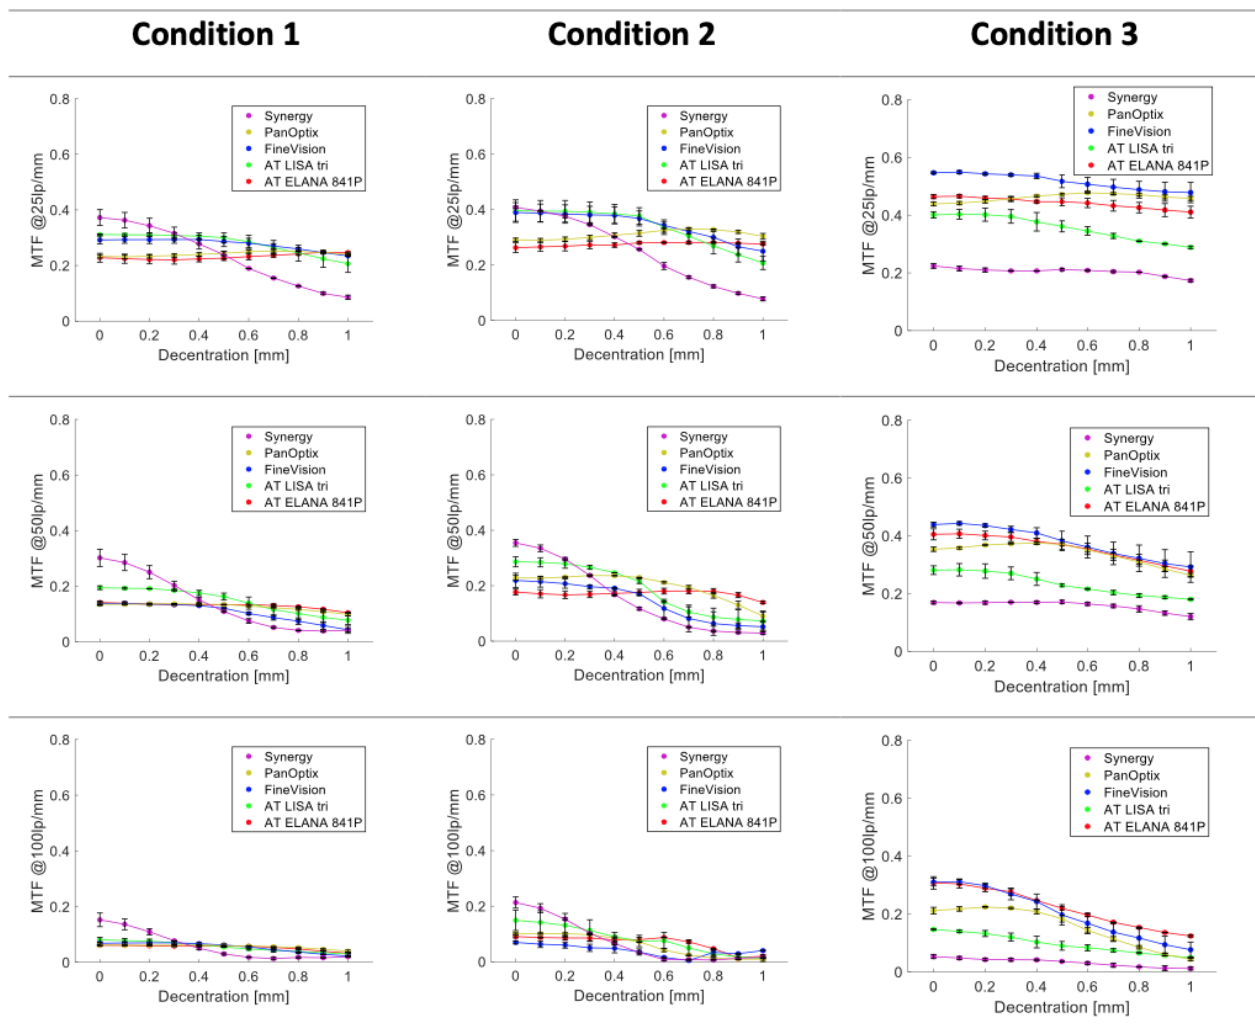 Condition 1
Condition 2
Condition 3
MTF @25lp/mm
0.8
0.6
0.4
0.2
0
0 0.2 0.4 0.6 0.8 1
Decentration [mm]
Synergy
PanOptix
FineVision
AT LISA tri
AT ELANA 841P
MTF @25lp/mm
0.8
0.6
0.4
0.2
0
0 0.2 0.4 0.6 0.8 1
Decentration [mm]
Synergy
PanOptix
FineVision
AT LISA tri
AT ELANA 841P
MTF @25lp/mm
0.8
0.6
0.4
0.2
0
0 0.2 0.4 0.6 0.8 1
Decentration [mm]
Synergy
PanOptix
FineVision
AT LISA tri
AT ELANA 841P
MTF @50lp/mm
0.8
0.6
0.4
0.2
0
0 0.2 0.4 0.6 0.8 1
Decentration [mm]
Synergy
PanOptix
FineVision
AT LISA tri
AT ELANA 841P
MTF @50lp/mm
0.8
0.6
0.4
0.2
0
0 0.2 0.4 0.6 0.8 1
Decentration [mm]
Synergy
PanOptix
FineVision
AT LISA tri
AT ELANA 841P
MTF @50lp/mm
0.8
0.6
0.4
0.2
0
0 0.2 0.4 0.6 0.8 1
Decentration [mm]
Synergy
PanOptix
FineVision
AT LISA tri
AT ELANA 841P
MTF @100lp/mm
0.8
0.6
0.4
0.2
0
0 0.2 0.4 0.6 0.8 1
Decentration [mm]
Synergy
PanOptix
FineVision
AT LISA tri
AT ELANA 841P
MTF @100lp/mm
0.8
0.6
0.4
0.2
0
0 0.2 0.4 0.6 0.8 1
Decentration [mm]
Synergy
PanOptix
FineVision
AT LISA tri
AT ELANA 841P
MTF @100lp/mm
0.8
0.6
0.4
0.2
0
0 0.2 0.4 0.6 0.8 1
Decentration [mm]
Synergy
PanOptix
FineVision
AT LISA tri
AT ELANA 841P